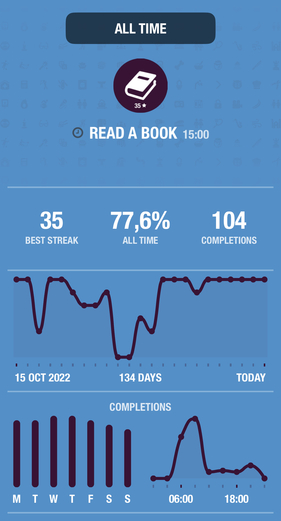 ALL TIME
35 ★
READ A BOOK 15:00
35 77,6% 104
BEST STREAK ALL TIME COMPLETIONS
15 OCT 2022 134 DAYS TODAY
COMPLETIONS
M T W T F S S 06:00 18:00